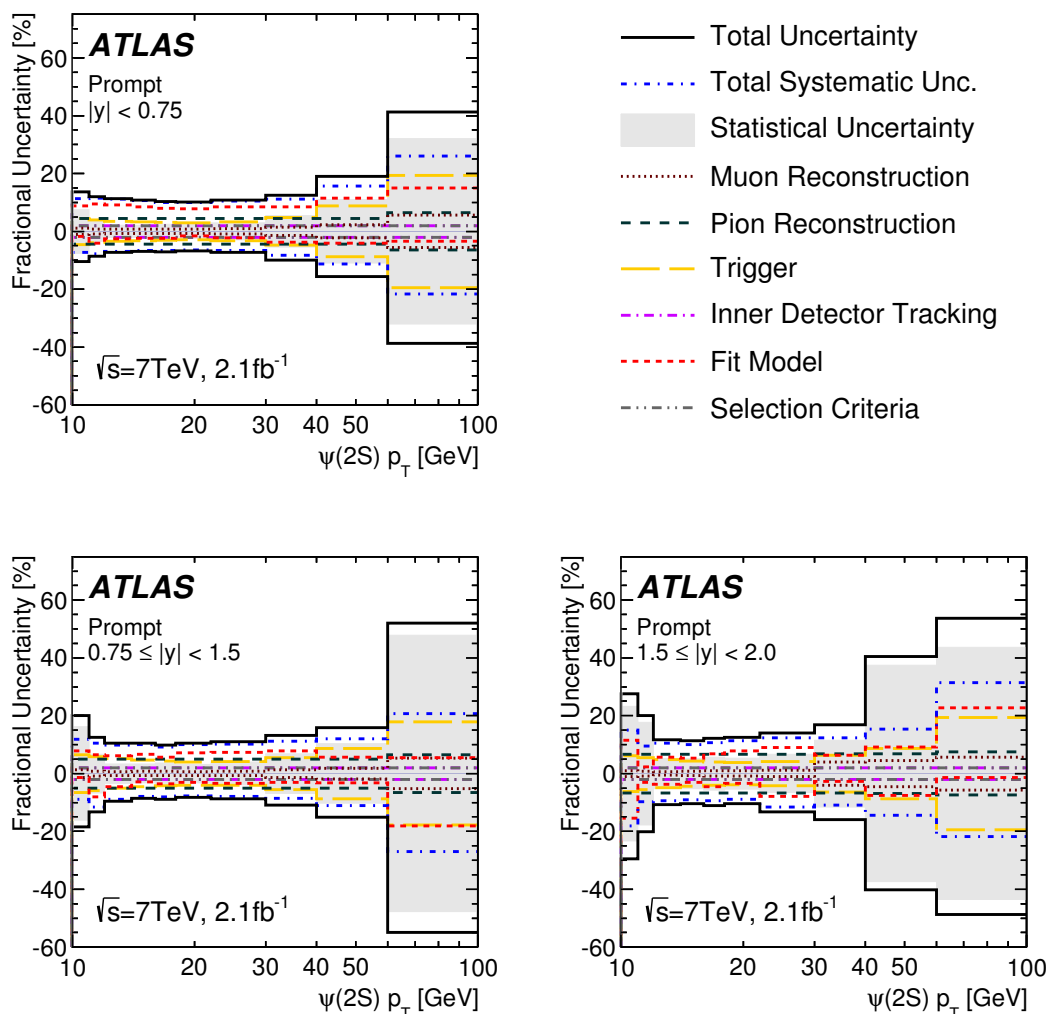 Fractional Uncertainty [%]
ATLAS
Prompt
|y| < 0.75
√s=7TeV, 2.1fb⁻¹
60
40
20
0
-20
-40
-60
10 20 30 40 50 100
ψ(2S) p_T [GeV]
Total Uncertainty
Total Systematic Unc.
Statistical Uncertainty
Muon Reconstruction
Pion Reconstruction
Trigger
Inner Detector Tracking
Fit Model
Selection Criteria
Fractional Uncertainty [%]
ATLAS
Prompt
0.75 ≤ |y| < 1.5
√s=7TeV, 2.1fb⁻¹
60
40
20
0
-20
-40
-60
10 20 30 40 50 100
ψ(2S) p_T [GeV]
Fractional Uncertainty [%]
ATLAS
Prompt
1.5 ≤ |y| < 2.0
√s=7TeV, 2.1fb⁻¹
60
40
20
0
-20
-40
-60
10 20 30 40 50 100
ψ(2S) p_T [GeV]